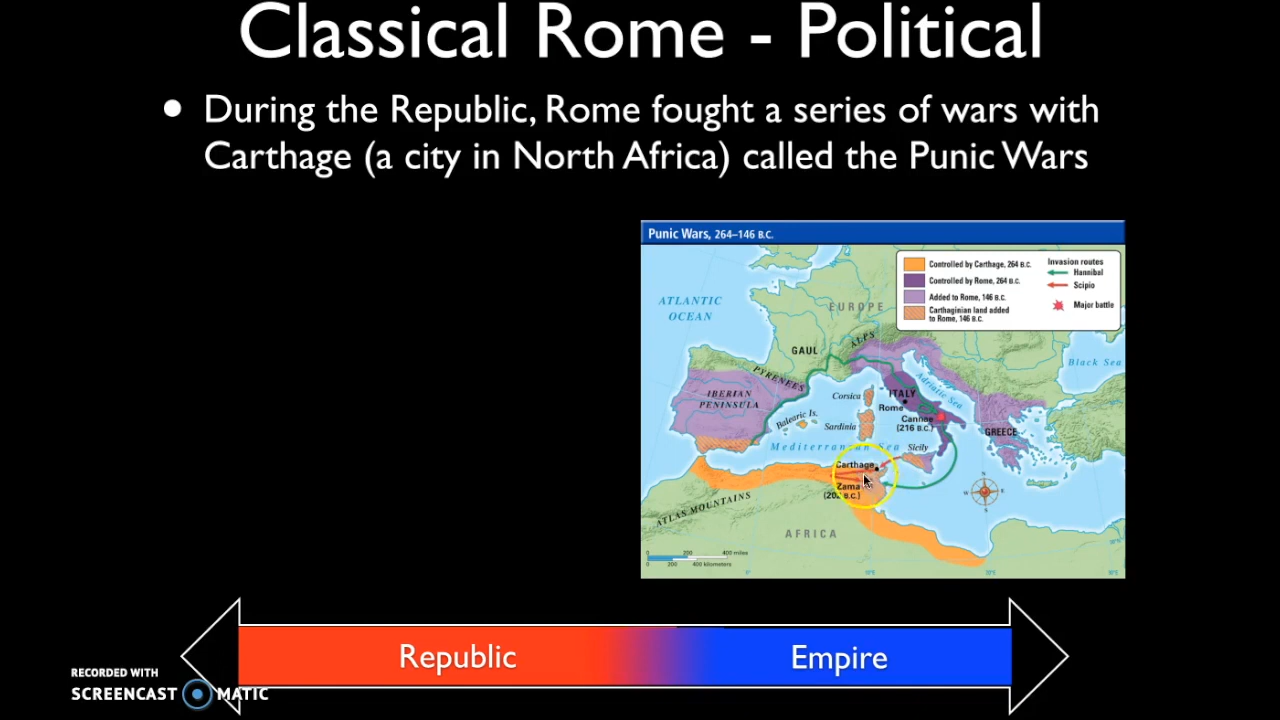 Classical Rome - Political
• During the Republic, Rome fought a series of wars with
Carthage (a city in North Africa) called the Punic Wars
Punic Wars, 264–146 B.C.
Controlled by Carthage, 264 B.C.
Controlled by Rome, 264 B.C.
Added to Rome, 146 B.C.
Carthaginian land added
to Rome, 146 B.C.
Invasion routes
Hannibal
Scipio
Major battle
ATLANTIC
OCEAN
EUROPE
GAUL
ALPS
PYRENEES
Black Sea
IBERIAN
PENINSULA
Corsica
ITALY
Adriatic Sea
Rome
Balearic Is.
Sardinia
Cannae
(216 B.C.)
GREECE
Mediterranean Sea
Sicily
Carthage
Zama
ATLAS MOUNTAINS
AFRICA
N
W
E
S
0 200 400 miles
0 200 400 kilometers
Republic
Empire
RECORDED WITH
SCREENCAST MATIC